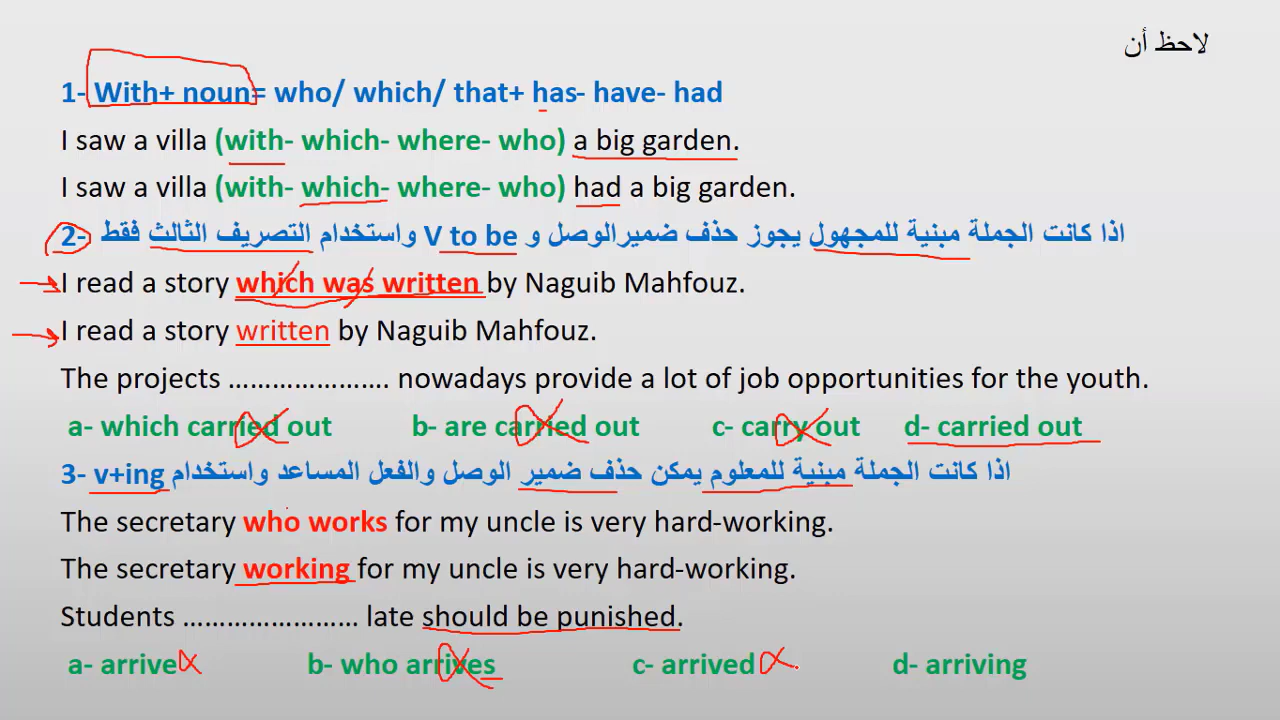 لاحظ أن
1- With+ noun= who/ which/ that+ has- have- had
I saw a villa (with- which- where- who) a big garden.
I saw a villa (with- which- where- who) had a big garden.
2- اذا كانت الجملة مبنية للمجهول يجوز حذف ضميرالوصل و V to be واستخدام التصريف الثالث فقط
I read a story which was written by Naguib Mahfouz.
I read a story written by Naguib Mahfouz.
The projects …………………. nowadays provide a lot of job opportunities for the youth.
a- which carried out b- are carried out c- carry out d- carried out
3- اذا كانت الجملة مبنية للمعلوم يمكن حذف ضمير الوصل والفعل المساعد واستخدام v+ing
The secretary who works for my uncle is very hard-working.
The secretary working for my uncle is very hard-working.
Students …………………… late should be punished.
a- arrive b- who arrives c- arrived d- arriving